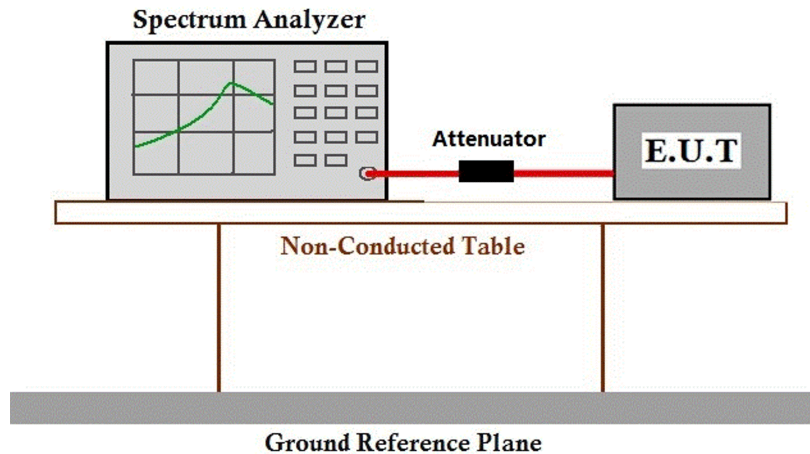 Spectrum Analyzer
Attenuator
E.U.T
Non-Conducted Table
Ground Reference Plane